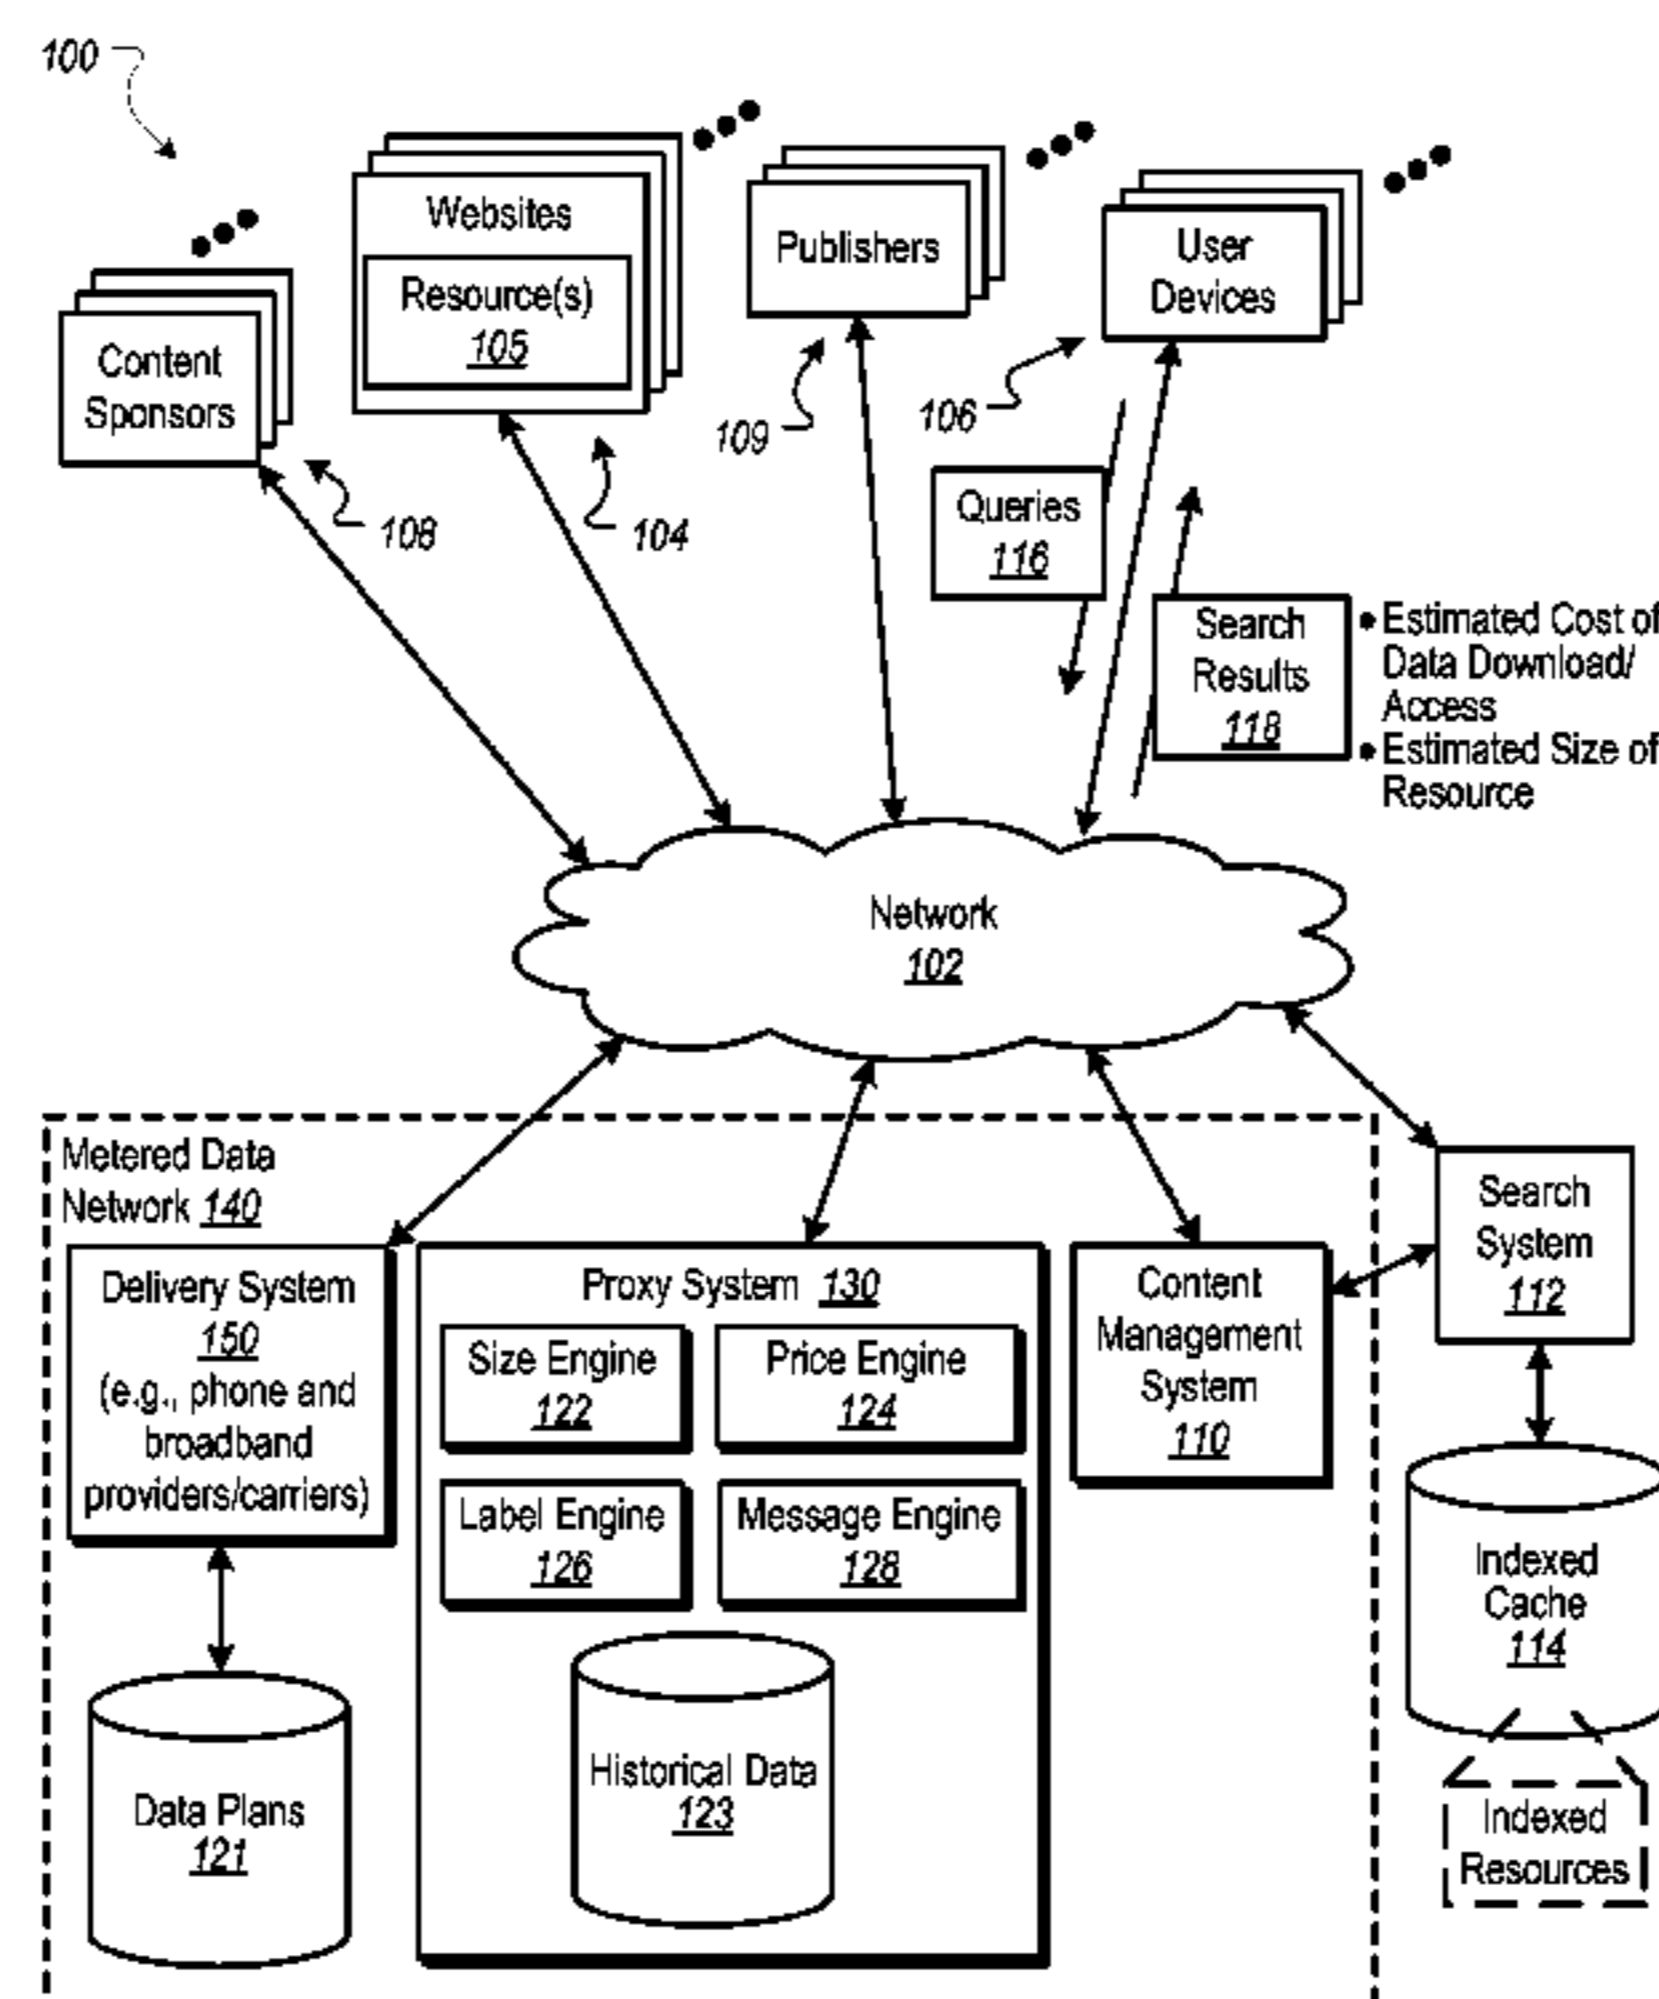 100
Websites
Resource(s)
105
Publishers
User
Devices
Content
Sponsors
108
104
109
106
Queries
116
Search
Results
118
• Estimated Cost of
Data Download/
Access
• Estimated Size of
Resource
Network
102
Metered Data
Network 140
Delivery System
150
(e.g., phone and
broadband
providers/carriers)
Proxy System 130
Size Engine
122
Price Engine
124
Label Engine
126
Message Engine
128
Historical Data
123
Content
Management
System
110
Search
System
112
Data Plans
121
Indexed
Cache
114
Indexed
Resources